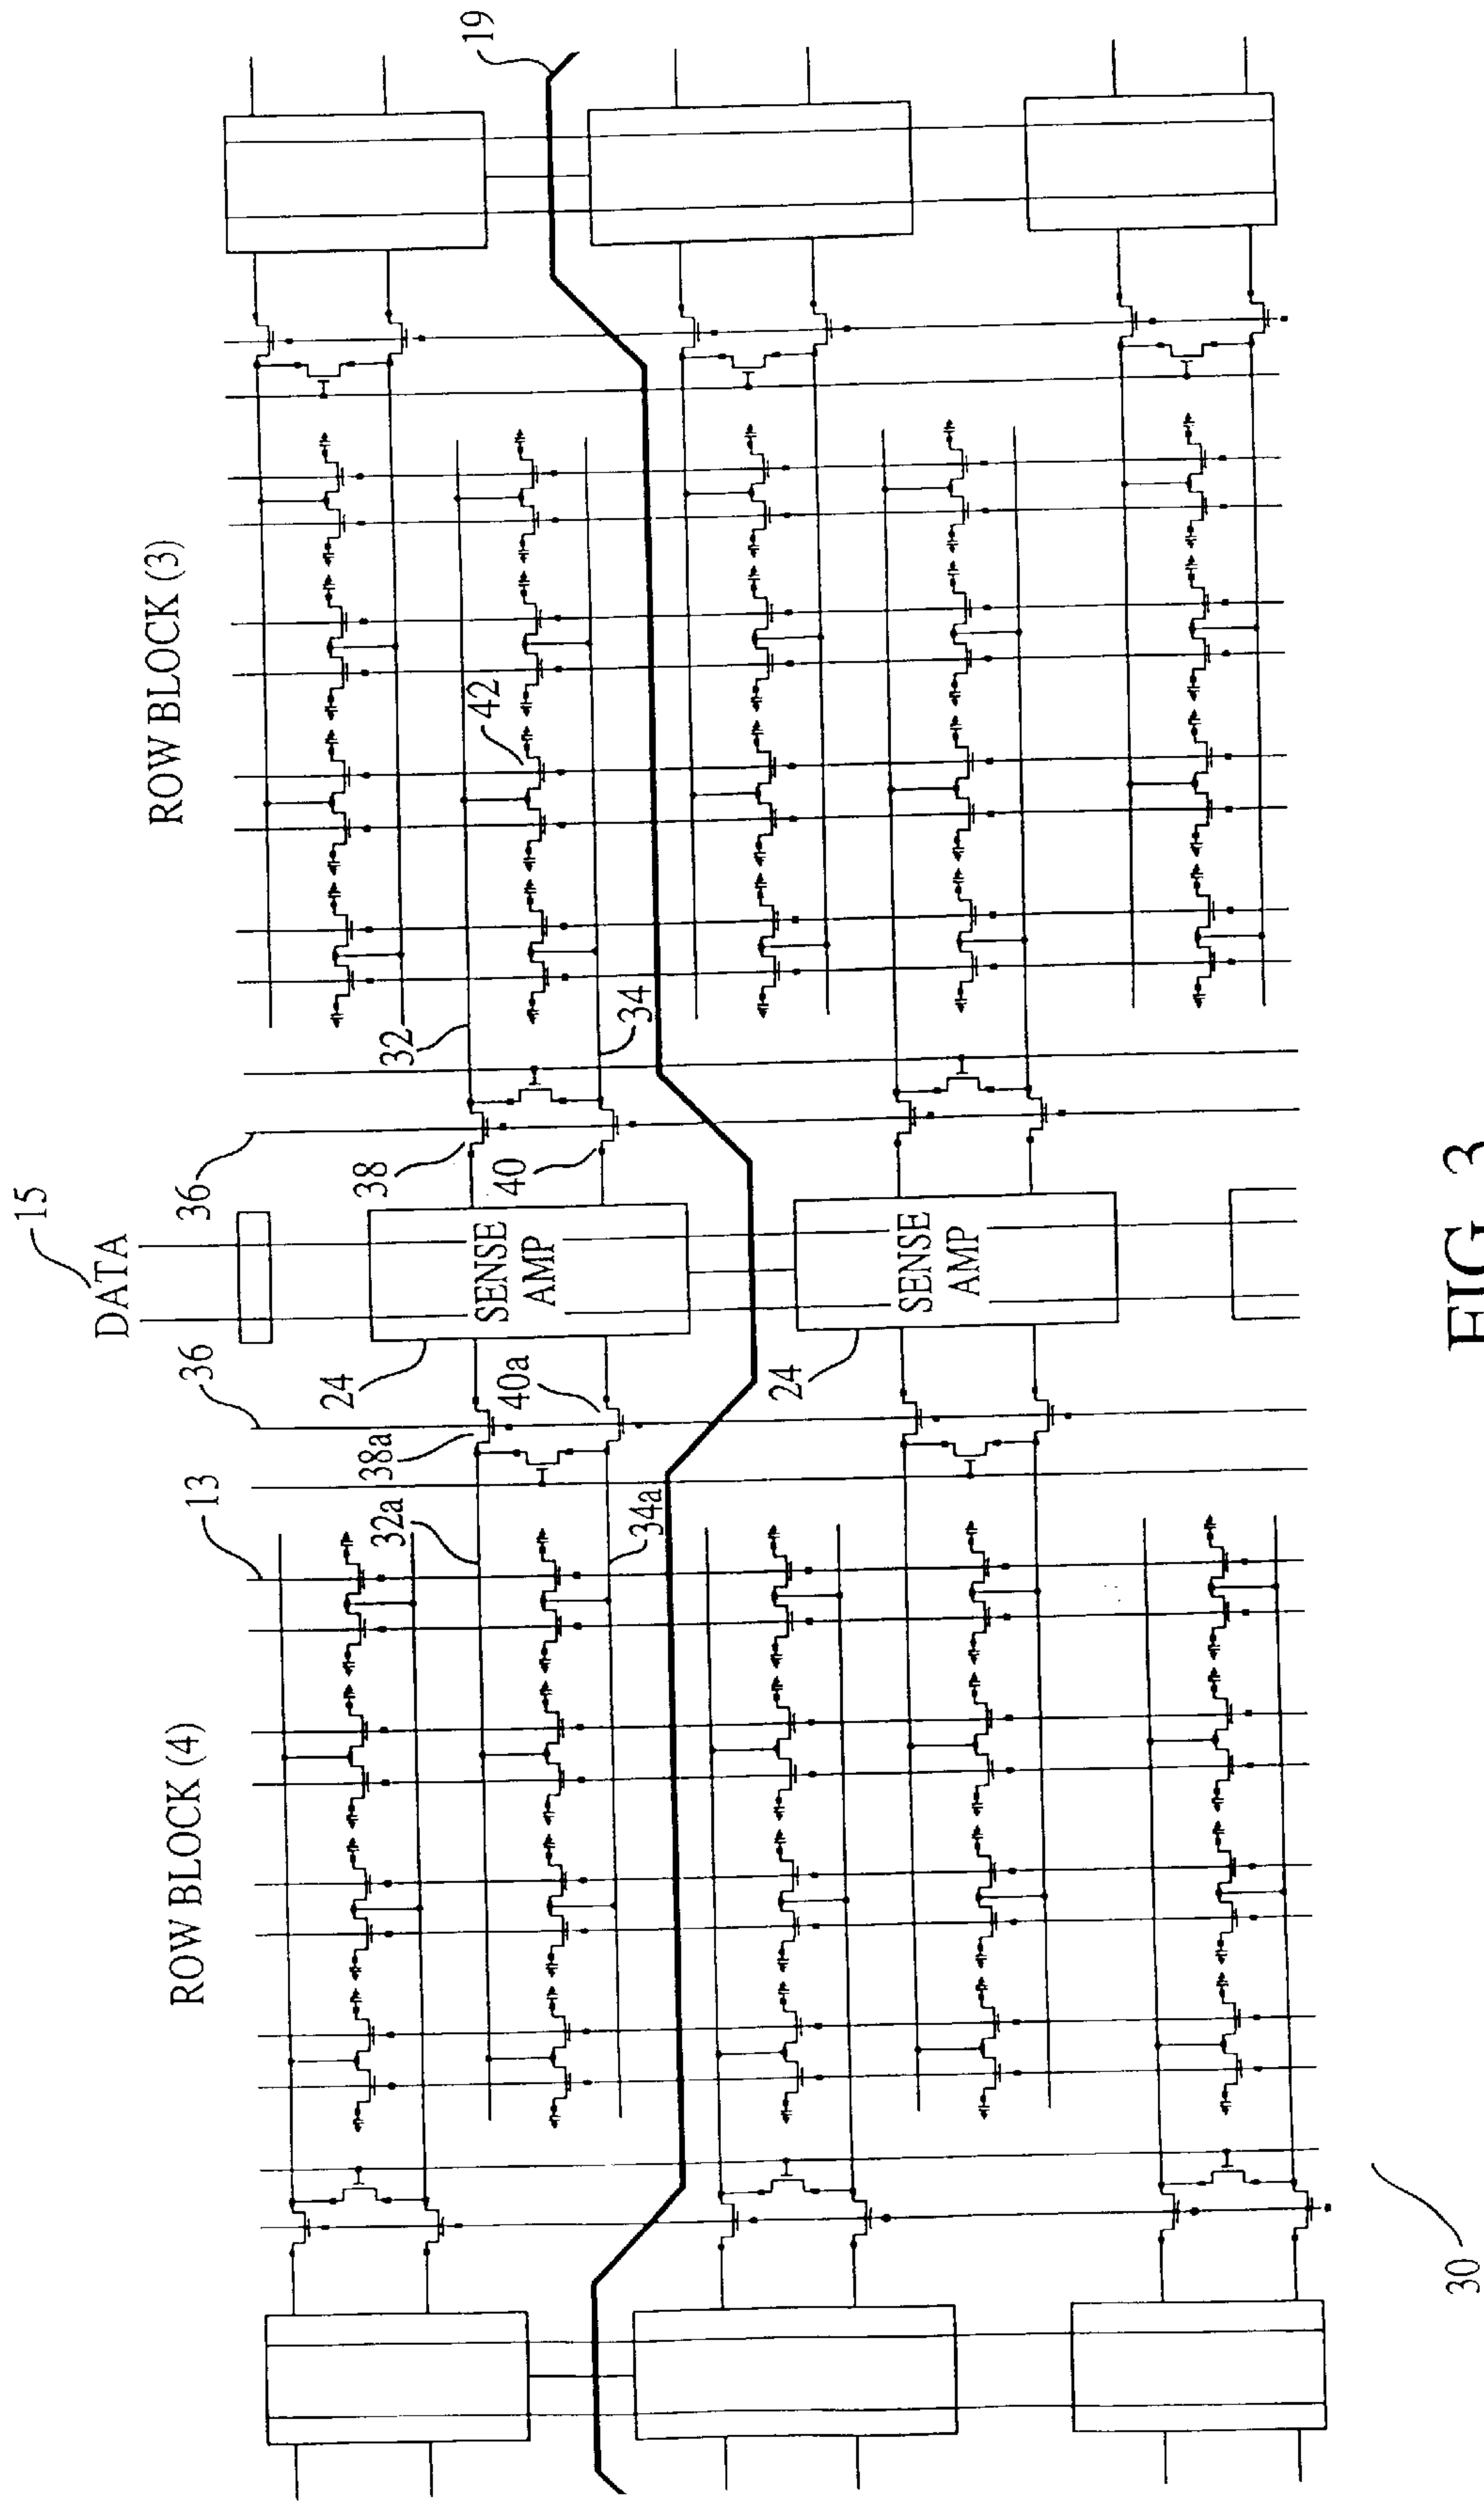 DATA
15
ROW BLOCK (4)
ROW BLOCK (3)
13
36
36
19
24
38a
40a
32a
34a
38
40
32
34
42
SENSE
AMP
24
SENSE
AMP
30
FIG. 3